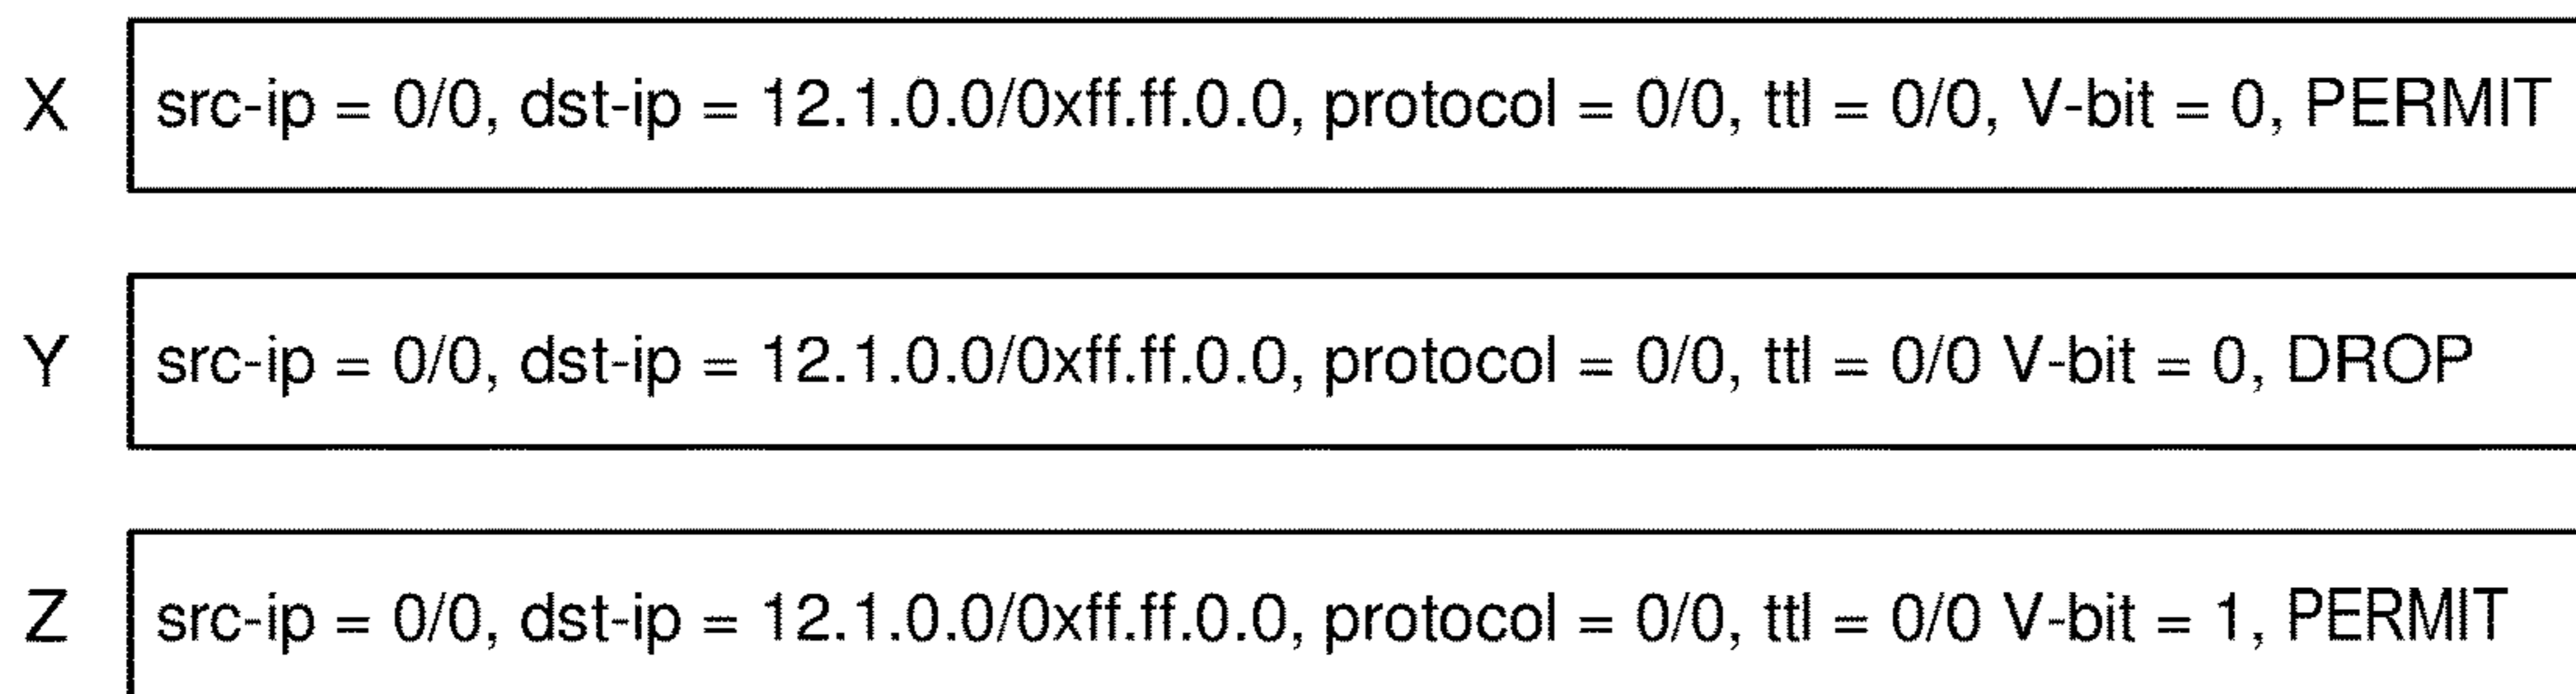 X src-ip = 0/0, dst-ip = 12.1.0.0/0xff.ff.0.0, protocol = 0/0, ttl = 0/0, V-bit = 0, PERMIT
Y src-ip = 0/0, dst-ip = 12.1.0.0/0xff.ff.0.0, protocol = 0/0, ttl = 0/0 V-bit = 0, DROP
Z src-ip = 0/0, dst-ip = 12.1.0.0/0xff.ff.0.0, protocol = 0/0, ttl = 0/0 V-bit = 1, PERMIT